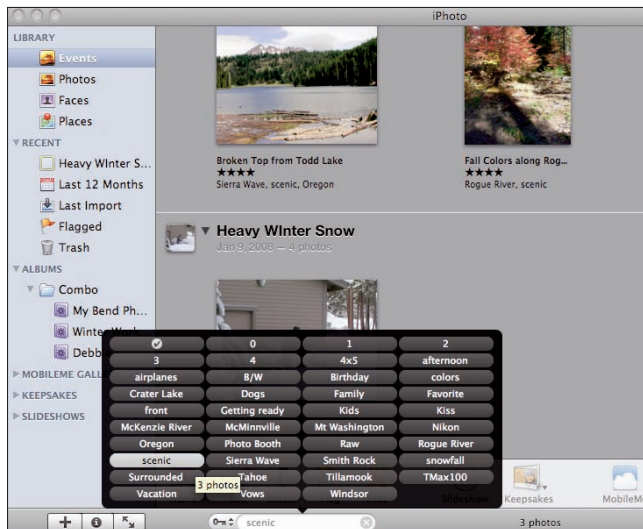 iPhoto
LIBRARY
Events
Photos
Faces
Places
RECENT
Heavy WInter S...
Last 12 Months
Last Import
Flagged
Trash
ALBUMS
Combo
My Bend Ph...
Winter
Debb
MOBILEME GALL
KEEPSAKES
SLIDESHOWS
Broken Top from Todd Lake
★★★★
Sierra Wave, scenic, Oregon
Fall Colors along Rog...
★★★★
Rogue River, scenic
Heavy WInter Snow
Jan 9, 2008 — 4 photos
0 1 2
3 4 4x5 afternoon
airplanes B/W Birthday colors
Crater Lake Dogs Family Favorite
front Getting ready Kids Kiss
McKenzie River McMinnville Mt Washington Nikon
Oregon Photo Booth Raw Rogue River
scenic Sierra Wave Smith Rock snowfall
Surrounded Tahoe Tillamook TMax100
Vacation Vows Windsor
3 photos
Slideshow Keepsakes MobileM
scenic
3 photos